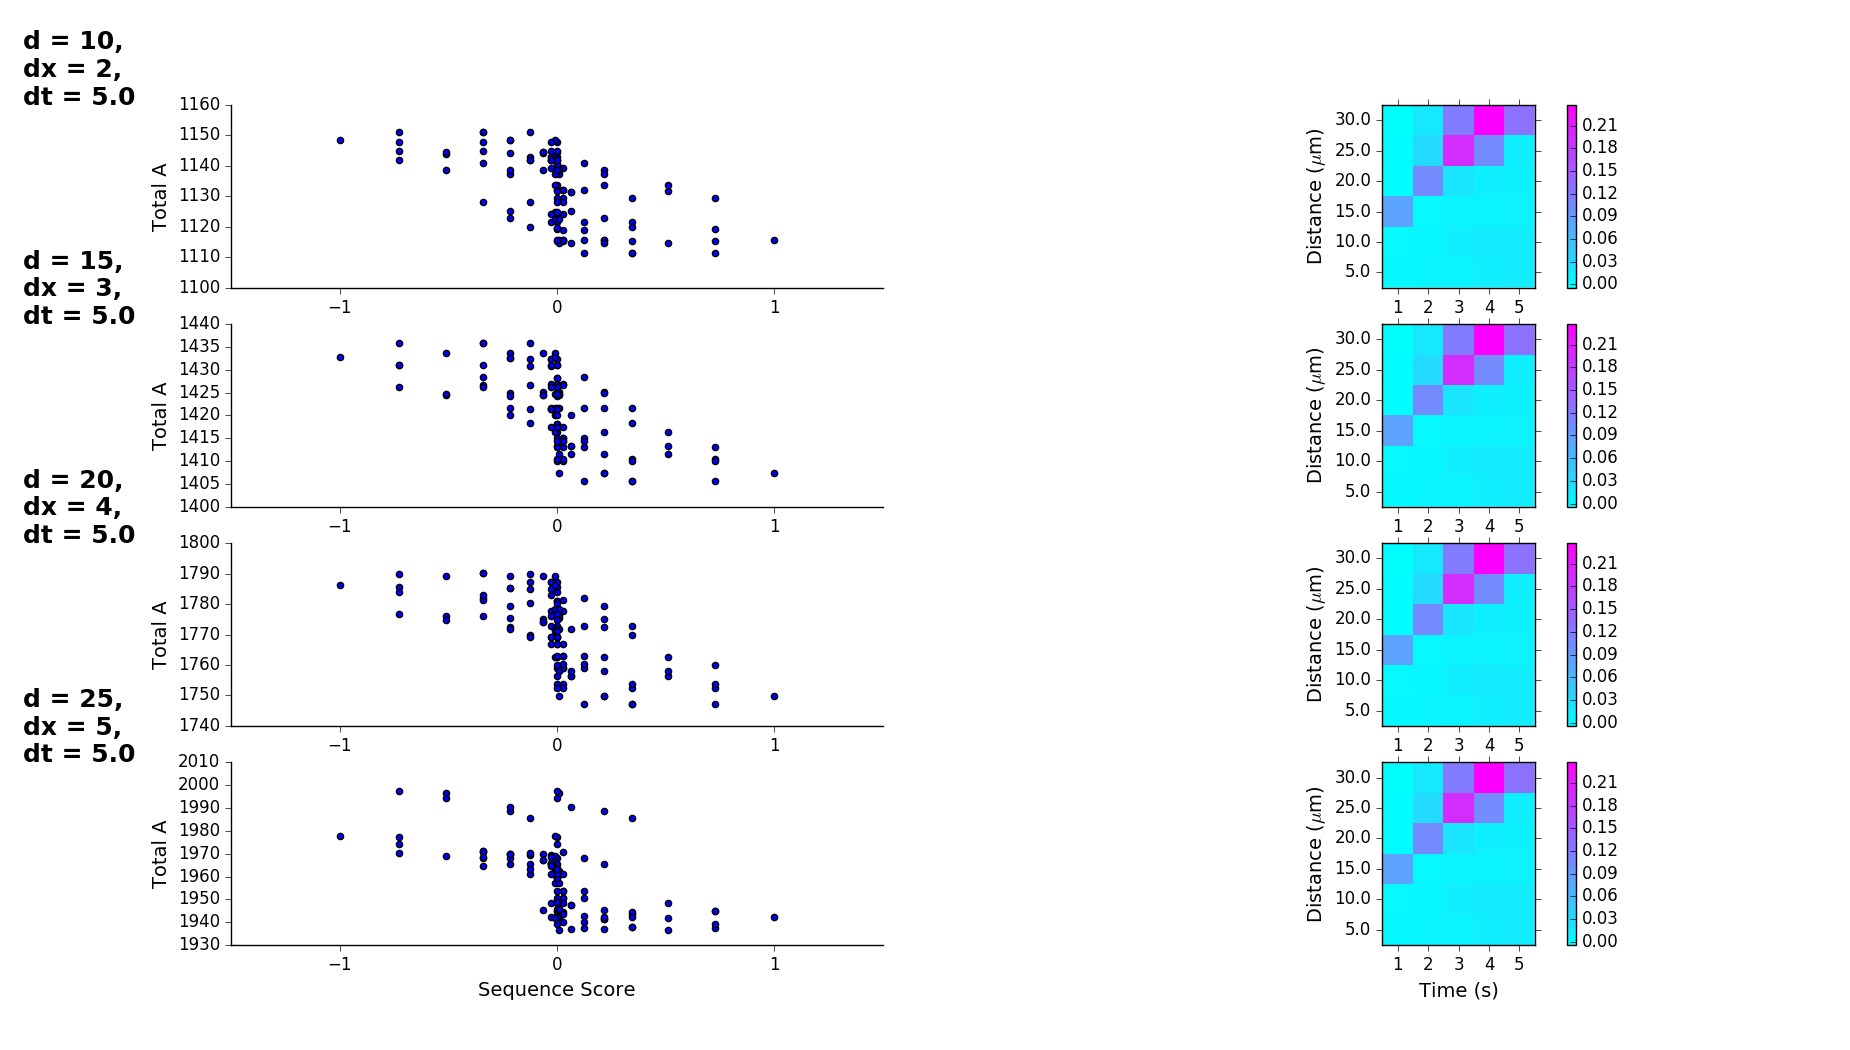 d = 10,
dx = 2,
dt = 5.0
Total A
1160
1150
1140
1130
1120
1110
1100
−1 0 1
Distance (μm)
30.0
25.0
20.0
15.0
10.0
5.0
1 2 3 4 5
0.21
0.18
0.15
0.12
0.09
0.06
0.03
0.00
d = 15,
dx = 3,
dt = 5.0
Total A
1440
1435
1430
1425
1420
1415
1410
1405
1400
−1 0 1
Distance (μm)
30.0
25.0
20.0
15.0
10.0
5.0
1 2 3 4 5
0.21
0.18
0.15
0.12
0.09
0.06
0.03
0.00
d = 20,
dx = 4,
dt = 5.0
Total A
1800
1790
1780
1770
1760
1750
1740
−1 0 1
Distance (μm)
30.0
25.0
20.0
15.0
10.0
5.0
1 2 3 4 5
0.21
0.18
0.15
0.12
0.09
0.06
0.03
0.00
d = 25,
dx = 5,
dt = 5.0
Total A
2010
2000
1990
1980
1970
1960
1950
1940
1930
−1 0 1
Sequence Score
Distance (μm)
30.0
25.0
20.0
15.0
10.0
5.0
1 2 3 4 5
Time (s)
0.21
0.18
0.15
0.12
0.09
0.06
0.03
0.00